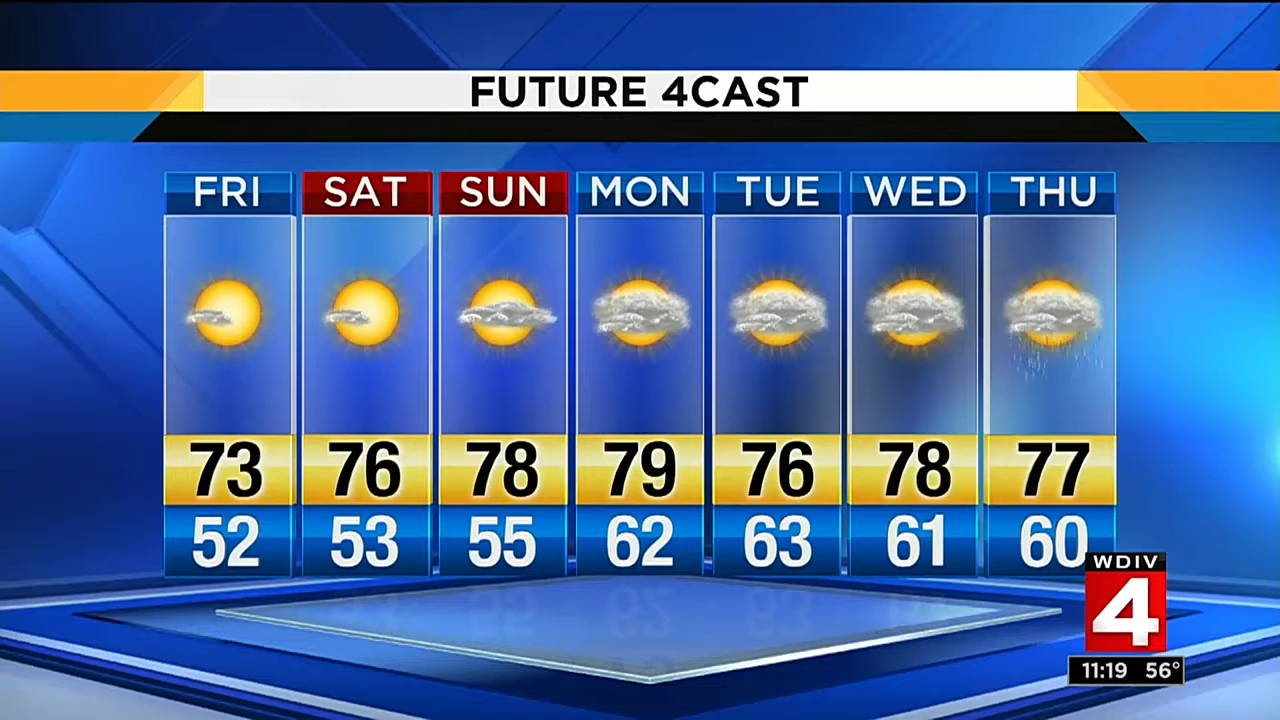 FUTURE 4CAST
FRI SAT SUN MON TUE WED THU
73 76 78 79 76 78 77
52 53 55 62 63 61 60
WDIV
4
11:19 56°